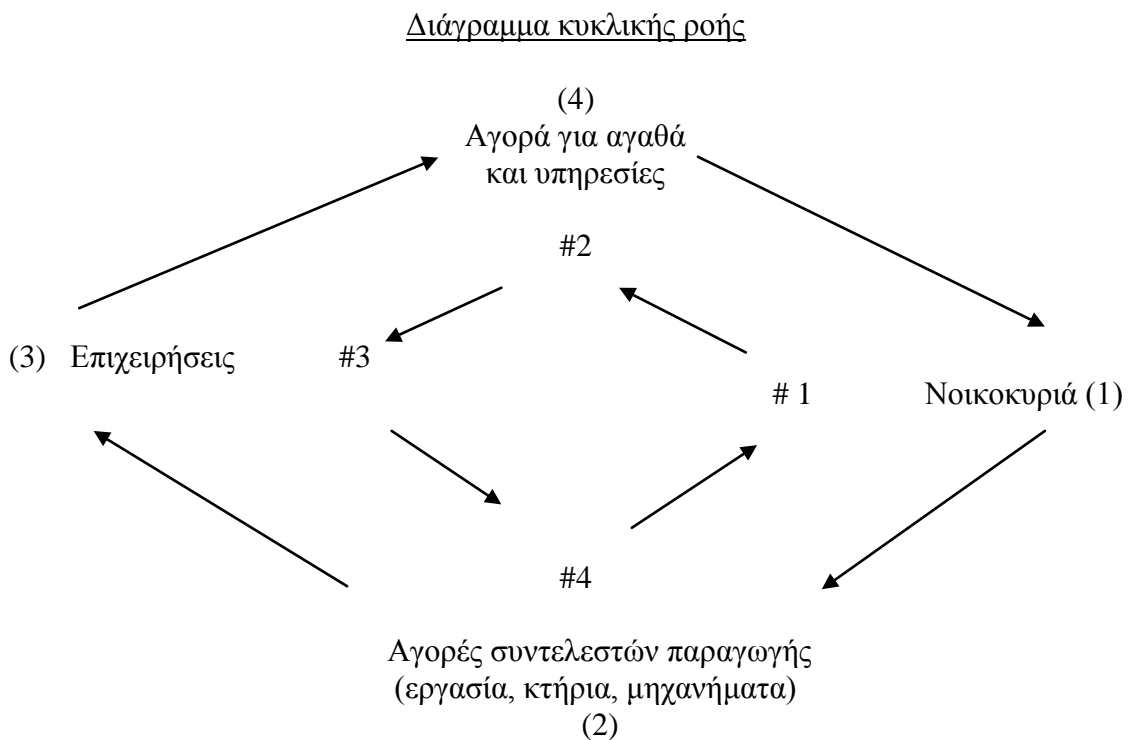 Διάγραμμα κυκλικής ροής
(4)
Αγορά για αγαθά
και υπηρεσίες
#2
(3) Επιχειρήσεις
#3
# 1
Νοικοκυριά (1)
#4
Αγορές συντελεστών παραγωγής
(εργασία, κτήρια, μηχανήματα)
(2)